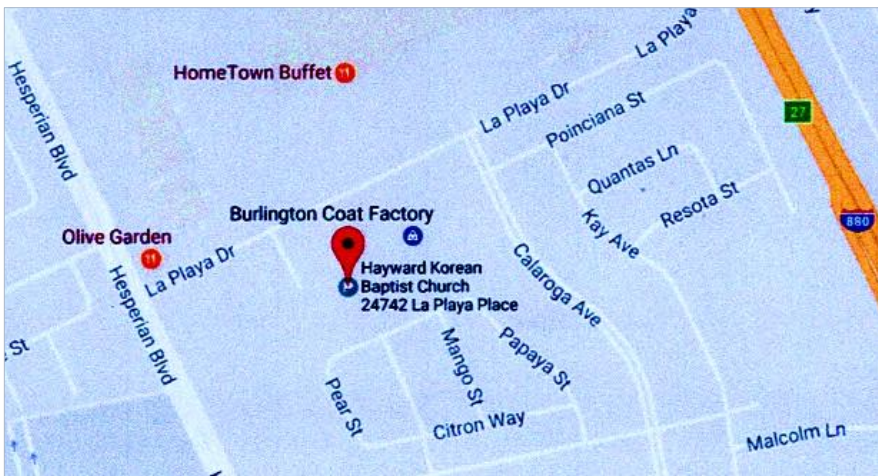 La Playa
Hesperian Blvd
HomeTown Buffet
La Playa Dr
Poinciana St
27
Quantas Ln
Resota St
Kay Ave
880
Burlington Coat Factory
Olive Garden
La Playa Dr
Hayward Korean
Baptist Church
24742 La Playa Place
Calaroga Ave
Hesperian Blvd
St
Mango St
Papaya St
Pear St
Citron Way
Malcolm Ln